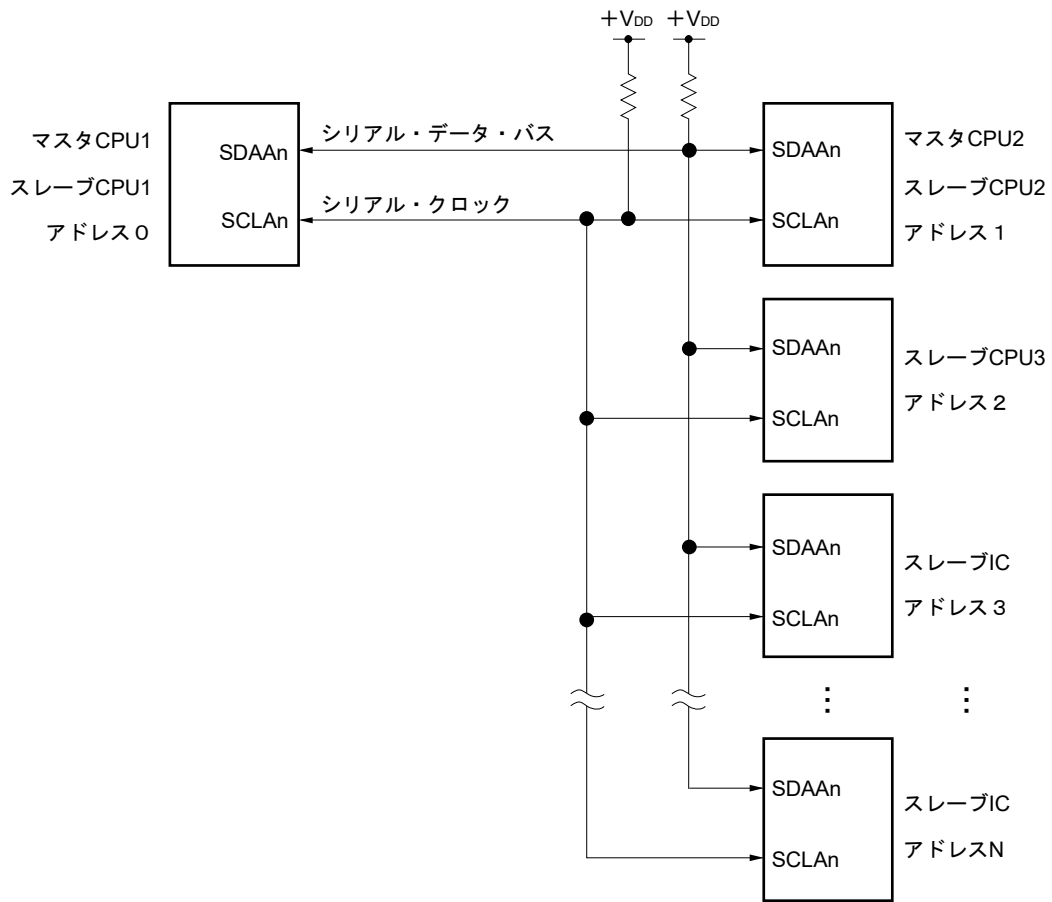 +VDD +VDD
マスタCPU1
スレーブCPU1
アドレス0
SDAAn
SCLAn
シリアル・データ・バス
シリアル・クロック
SDAAn
SCLAn
マスタCPU2
スレーブCPU2
アドレス1
SDAAn
SCLAn
スレーブCPU3
アドレス2
SDAAn
SCLAn
スレーブIC
アドレス3
SDAAn
SCLAn
スレーブIC
アドレスN